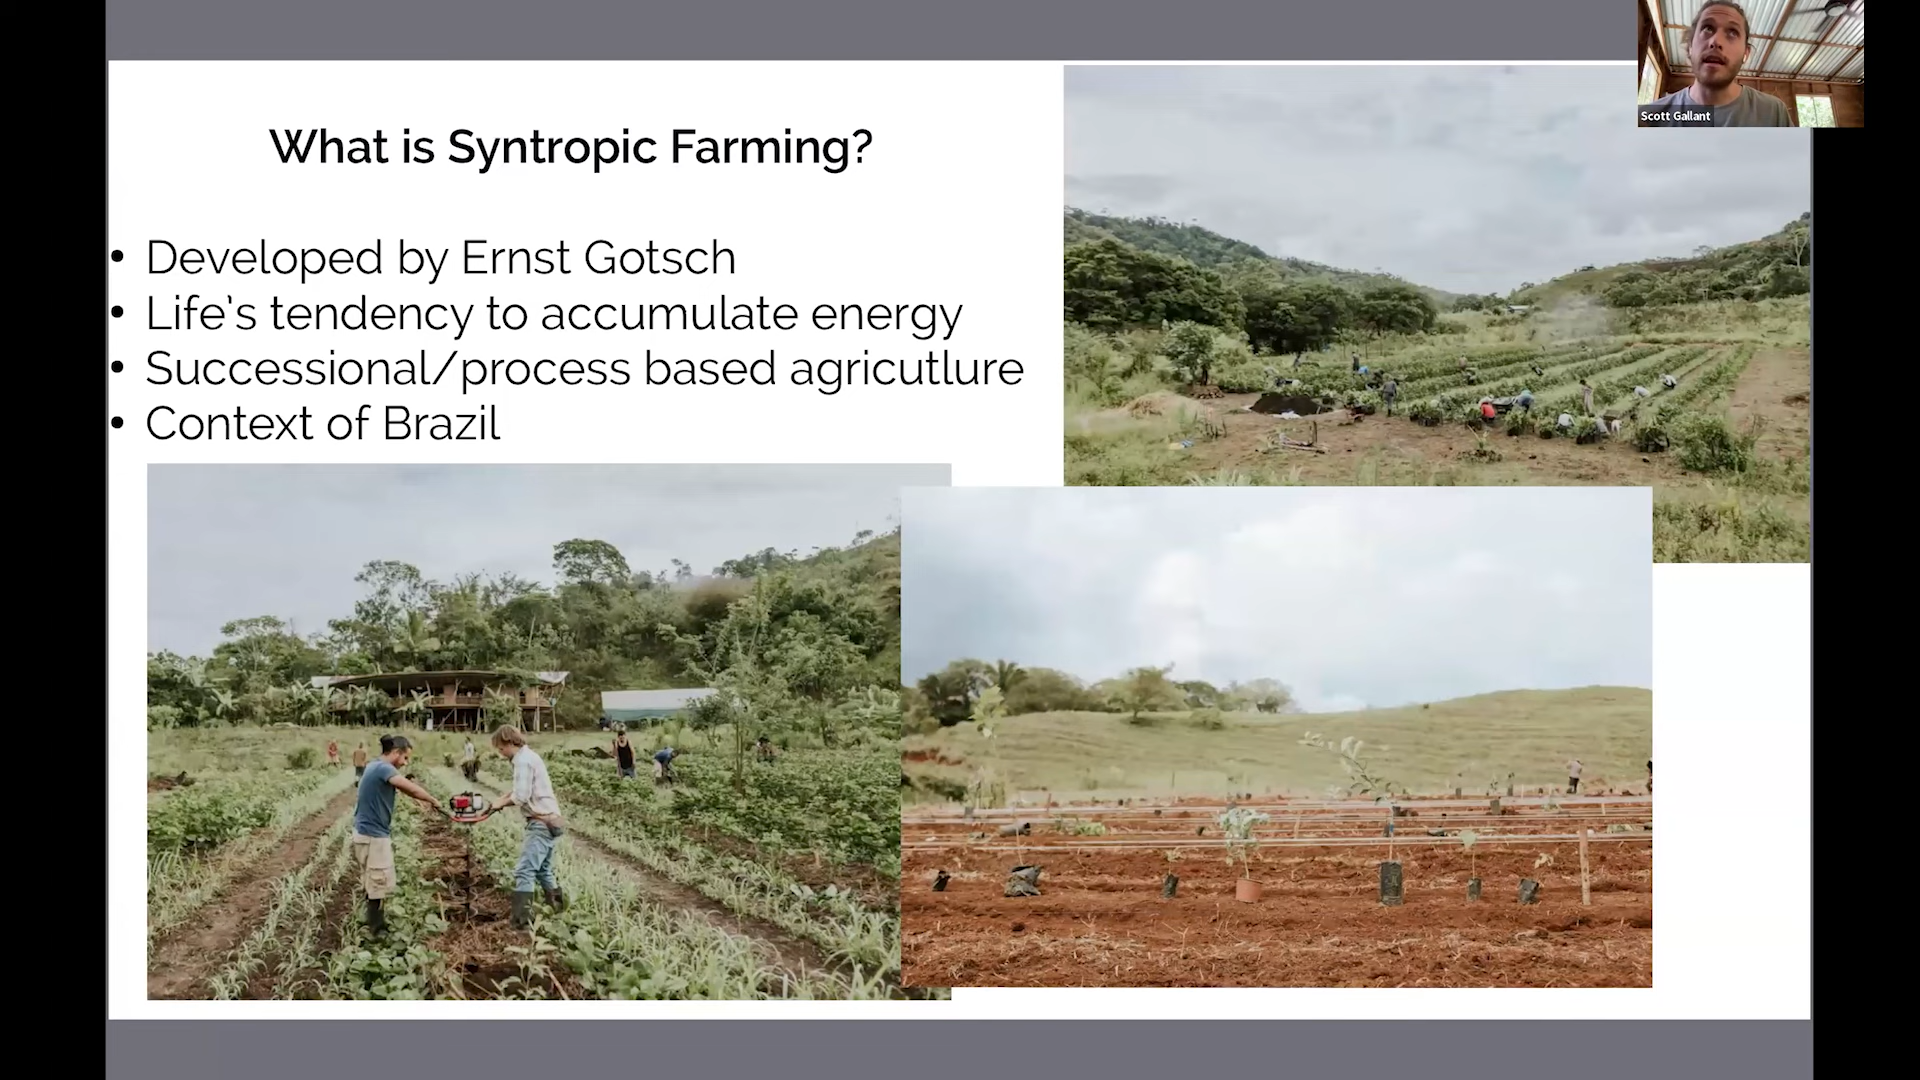 Scott Gallant
What is Syntropic Farming?
• Developed by Ernst Gotsch
• Life's tendency to accumulate energy
• Successional/process based agricutlure
• Context of Brazil